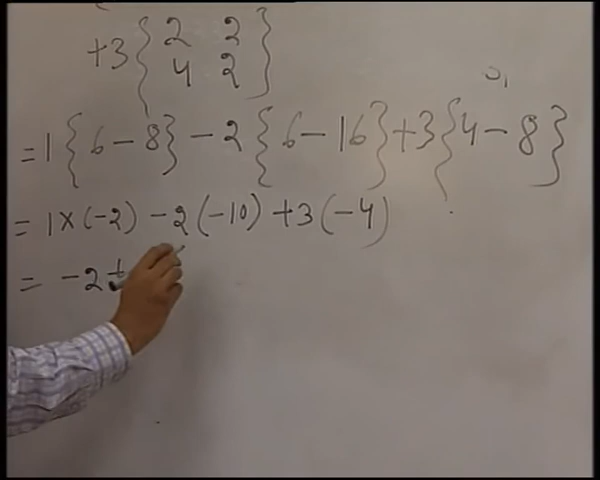 +3 { 2 2
4 2 }
= 1 { 6 - 8 } - 2 { 6 - 16 } + 3 { 4 - 8 }
= 1 × (-2) - 2 (-10) + 3 (-4)
= -2 +